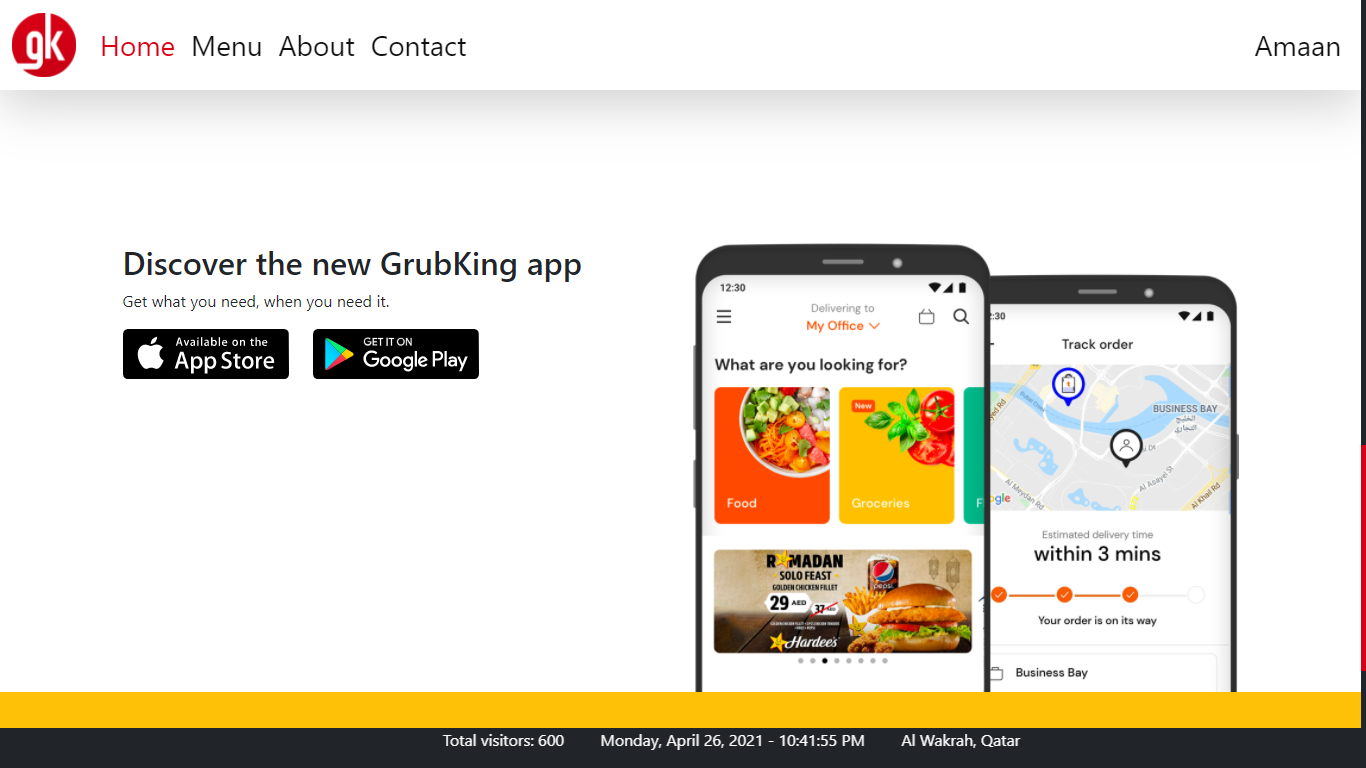 gk
Home Menu About Contact
Amaan
Discover the new GrubKing app
Get what you need, when you need it.
Available on the
App Store
GET IT ON
Google Play
12:30
Delivering to
My Office
What are you looking for?
New
Food
Groceries
F
RAMADAN
SOLO FEAST
GOLDEN CHICKEN FILLET
29 AED
37 AED
pepsi
Hardee's
:30
Track order
BUSINESS BAY
الخليج
التجاري
Al Asayel St
Al Meydan Rd
Al Khail Rd
ogle
Estimated delivery time
within 3 mins
Your order is on its way
Business Bay
Total visitors: 600
Monday, April 26, 2021 - 10:41:55 PM
Al Wakrah, Qatar